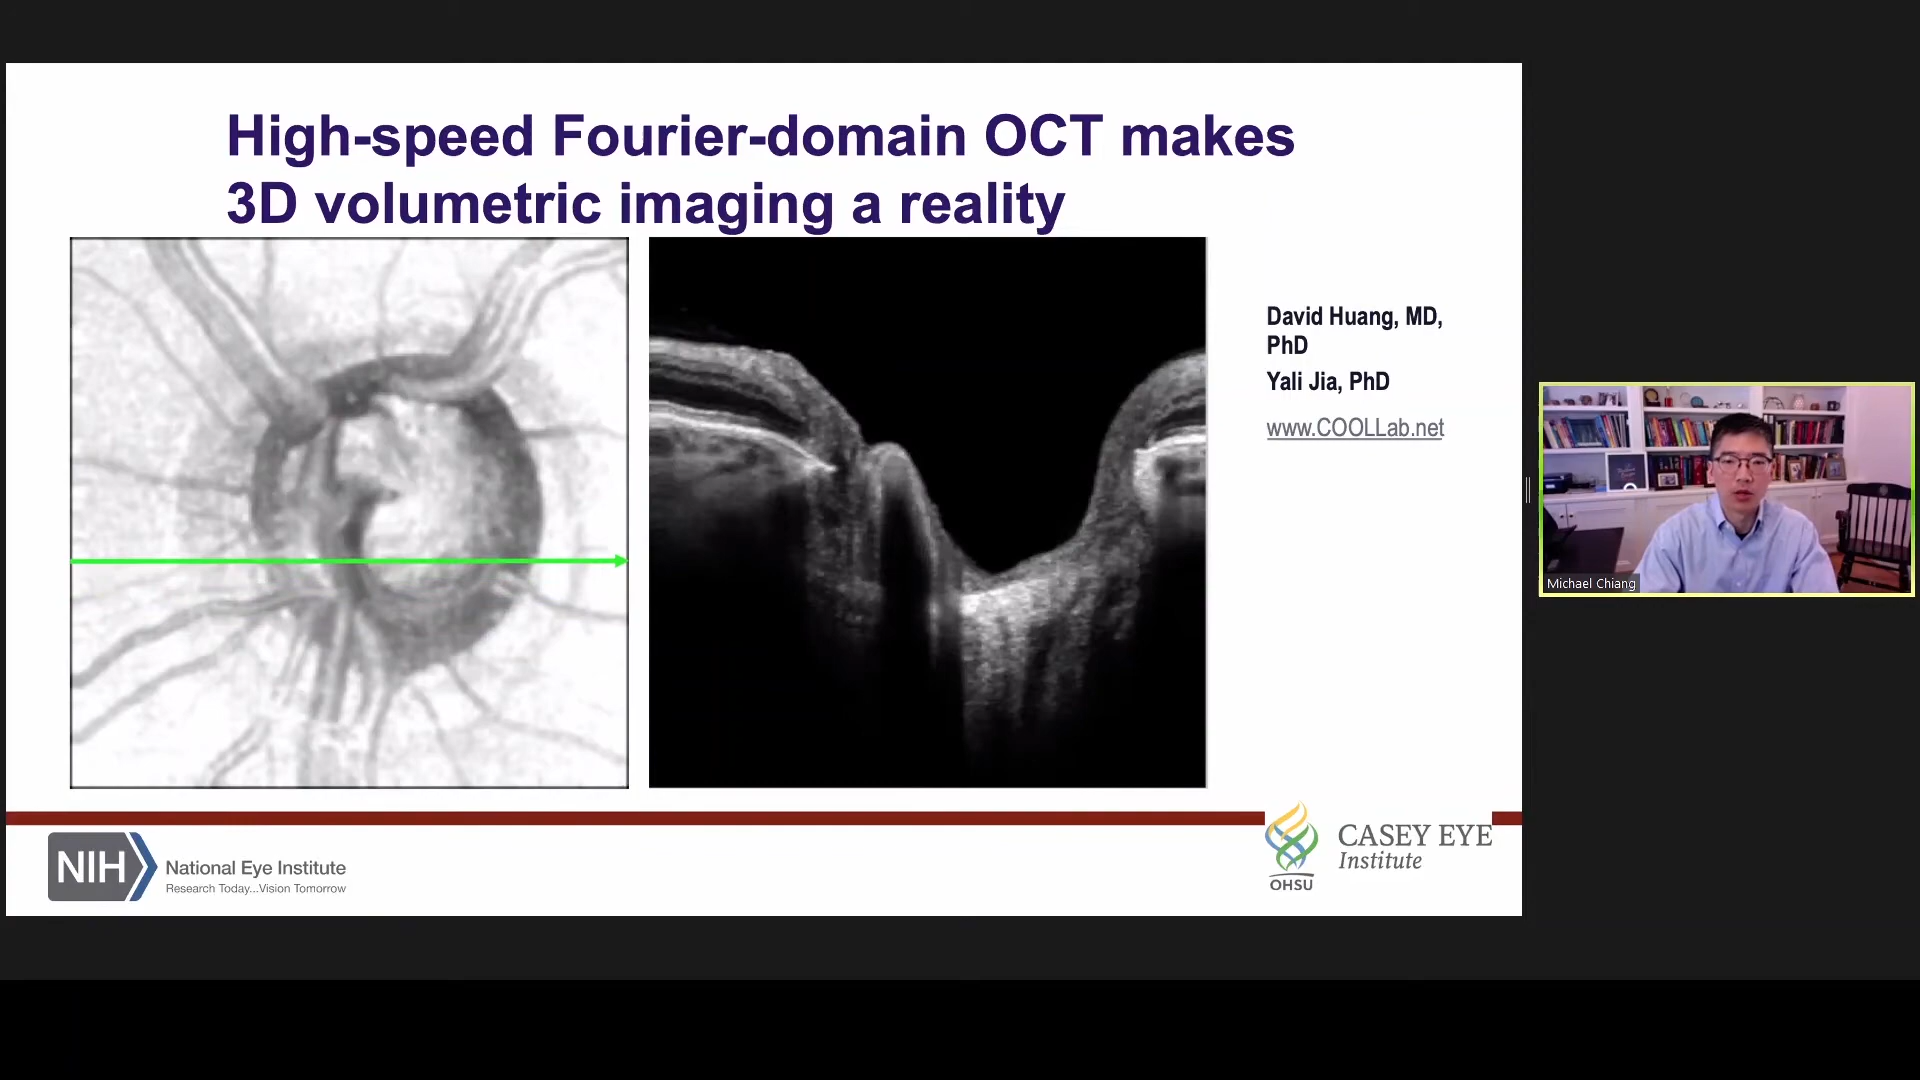 High-speed Fourier-domain OCT makes
3D volumetric imaging a reality
David Huang, MD,
PhD
Yali Jia, PhD
www.COOLLab.net
Michael Chiang
NIH
National Eye Institute
Research Today...Vision Tomorrow
OHSU
CASEY EYE
Institute